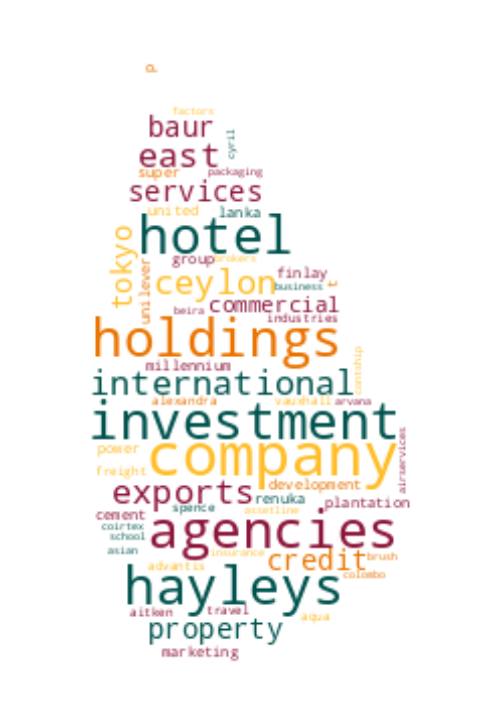 p
factors
baur
cyril
east
super packaging
services
united lanka
hotel
tokyo
group brokers
finlay
ceylon business t
unilever
commercial
beira industries
holdings
millennium
cantship
international
alexandra vauxhall arvana
investment
airservices
power company
freight
development
exports renuka
plantation
spence assetline
cement
agencies
coirtex
school
asian insurance
credit brush
advantis
colombo
hayleys
aitken travel
aqua
property
marketing